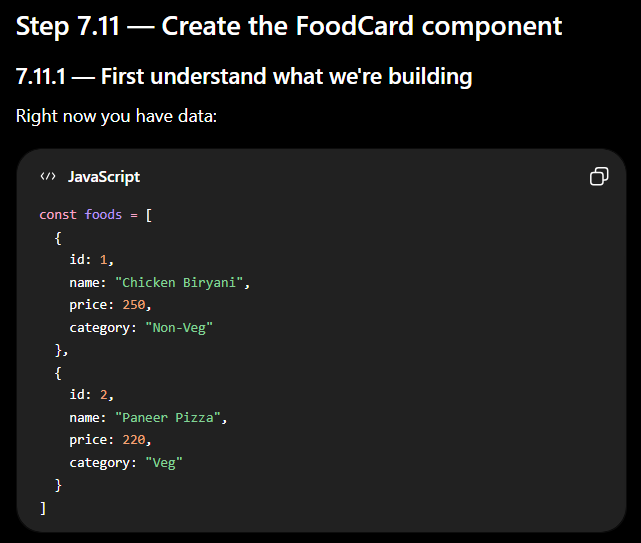 Step 7.11 — Create the FoodCard component
7.11.1 — First understand what we're building
Right now you have data:
</> JavaScript
const foods = [
  {
    id: 1,
    name: "Chicken Biryani",
    price: 250,
    category: "Non-Veg"
  },
  {
    id: 2,
    name: "Paneer Pizza",
    price: 220,
    category: "Veg"
  }
]